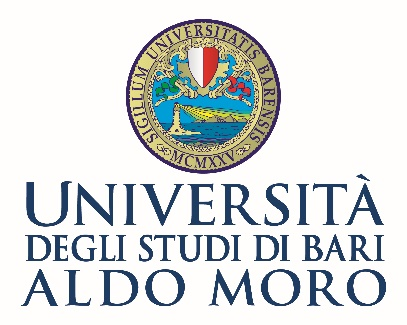 SIGILLUM UNIVERSITATIS BARENSIS
MCMXXV
UNIVERSITÀ
DEGLI STUDI DI BARI
ALDO MORO